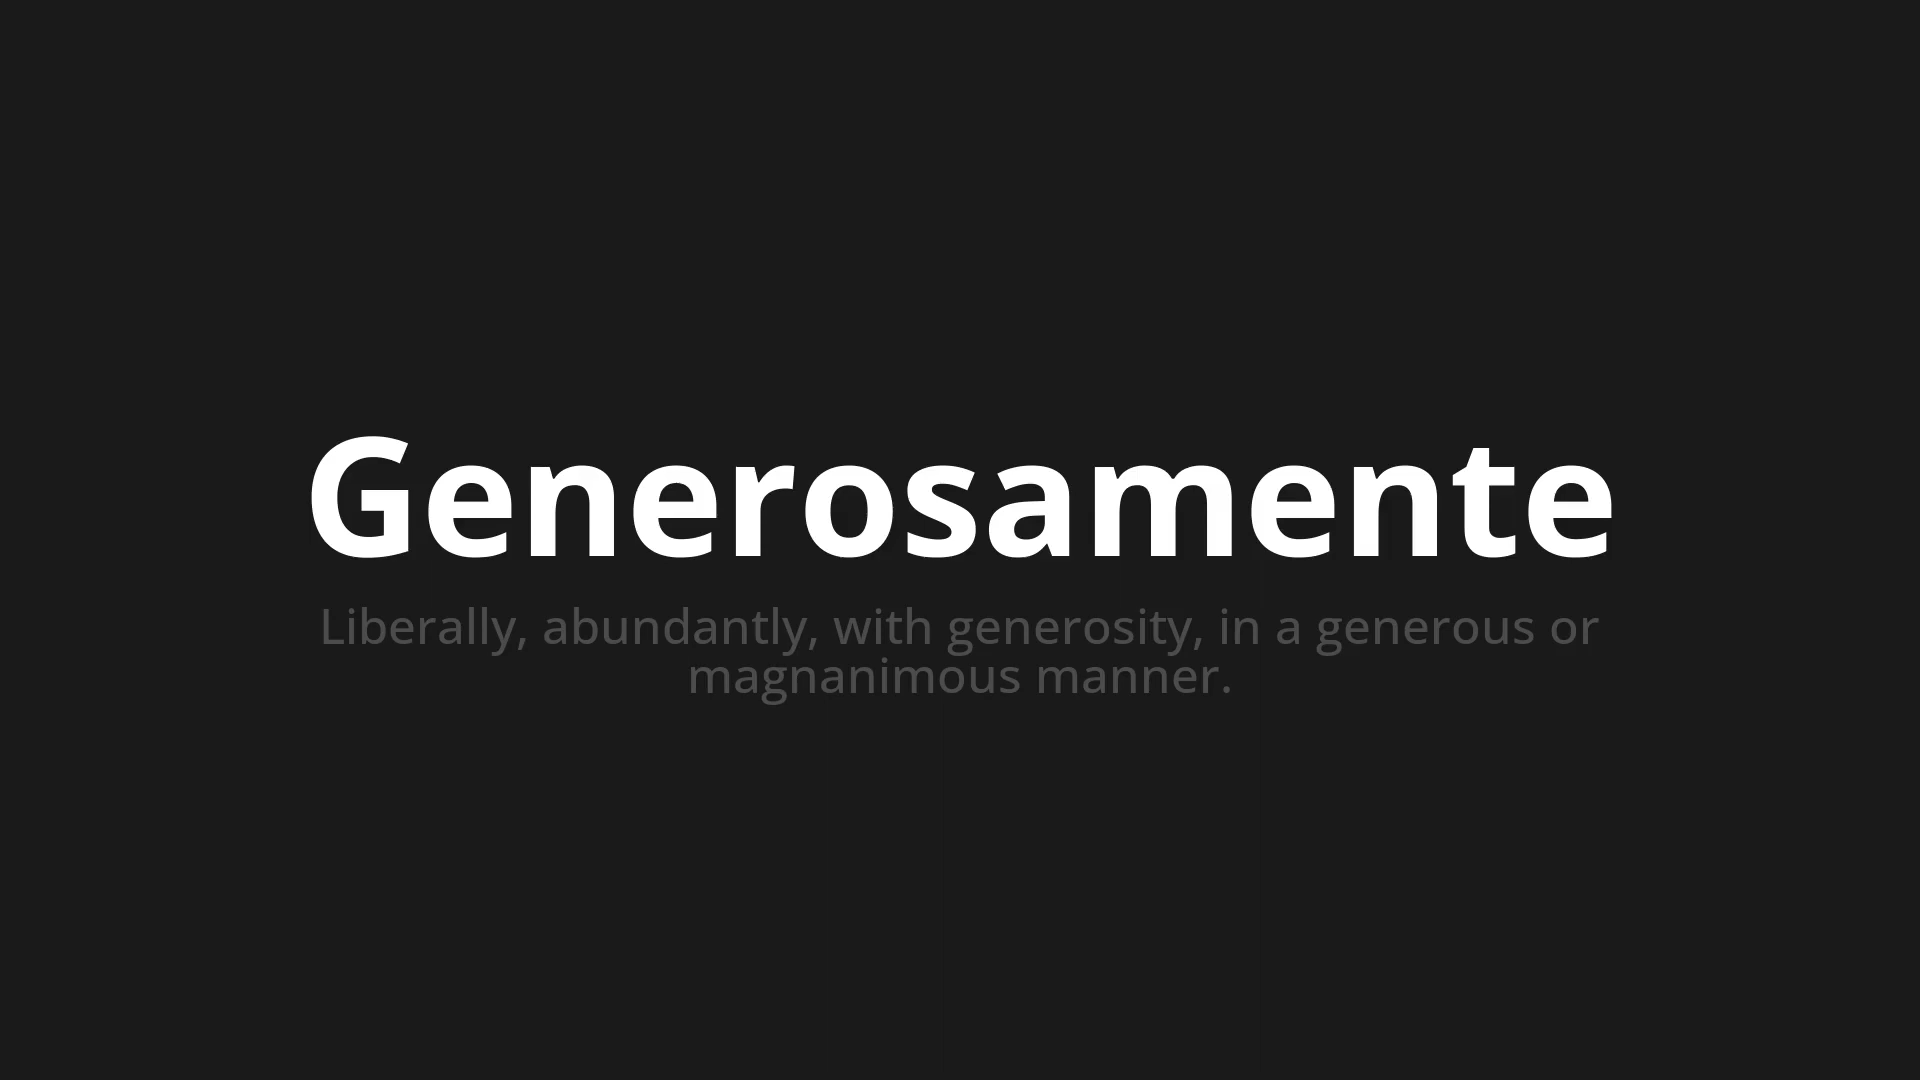 Generosamente
Liberally, abundantly, with generosity, in a generous or
magnanimous manner.